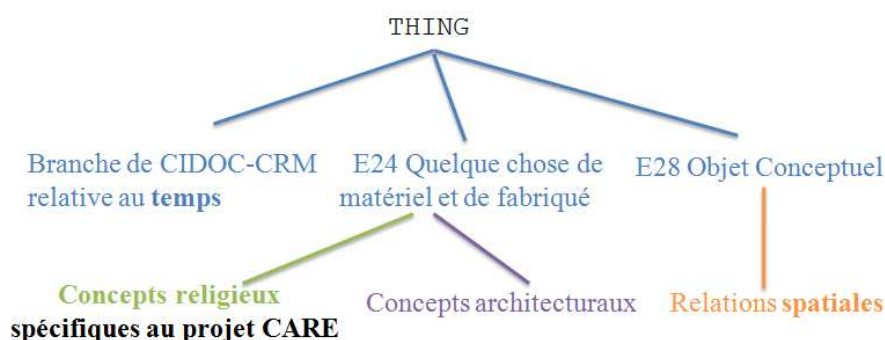 THING
Branche de CIDOC-CRM
relative au temps
E24 Quelque chose de
matériel et de fabriqué
E28 Objet Conceptuel
Concepts religieux
spécifiques au projet CARE
Concepts architecturaux
Relations spatiales